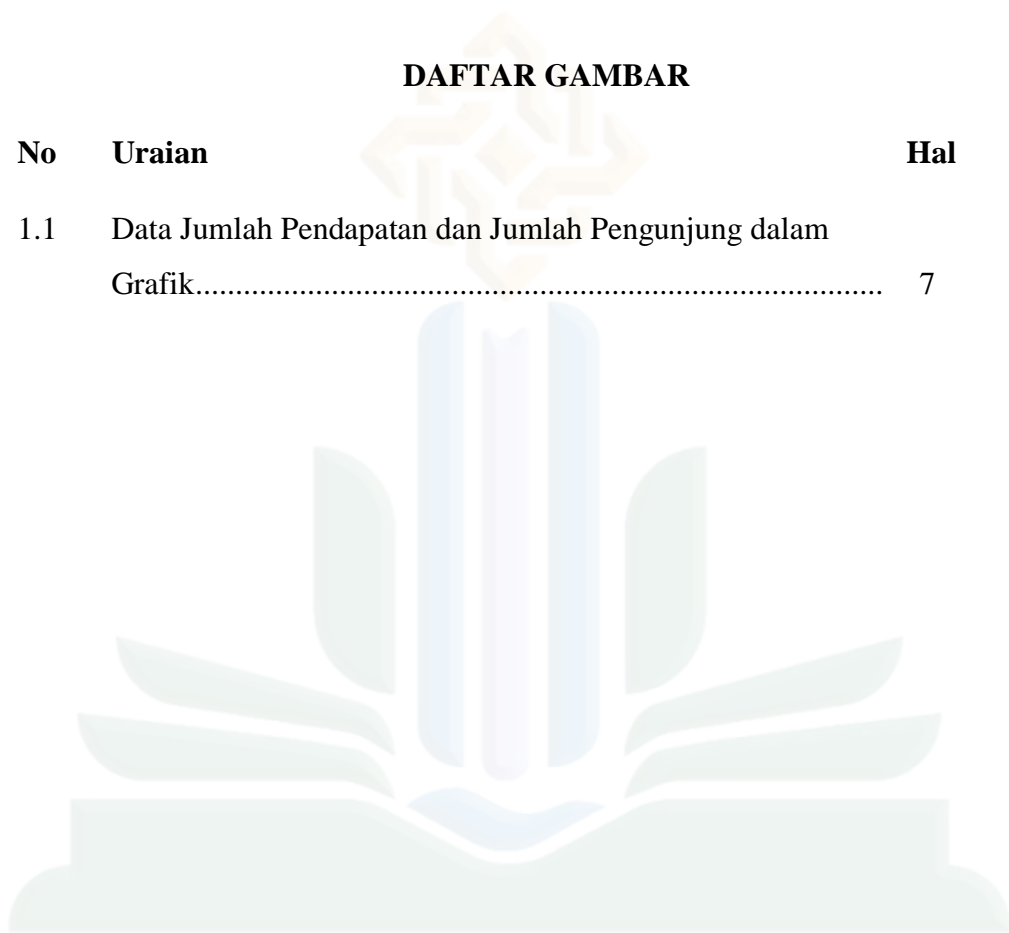 DAFTAR GAMBAR
No Uraian Hal
1.1 Data Jumlah Pendapatan dan Jumlah Pengunjung dalam
Grafik...................................................................................... 7